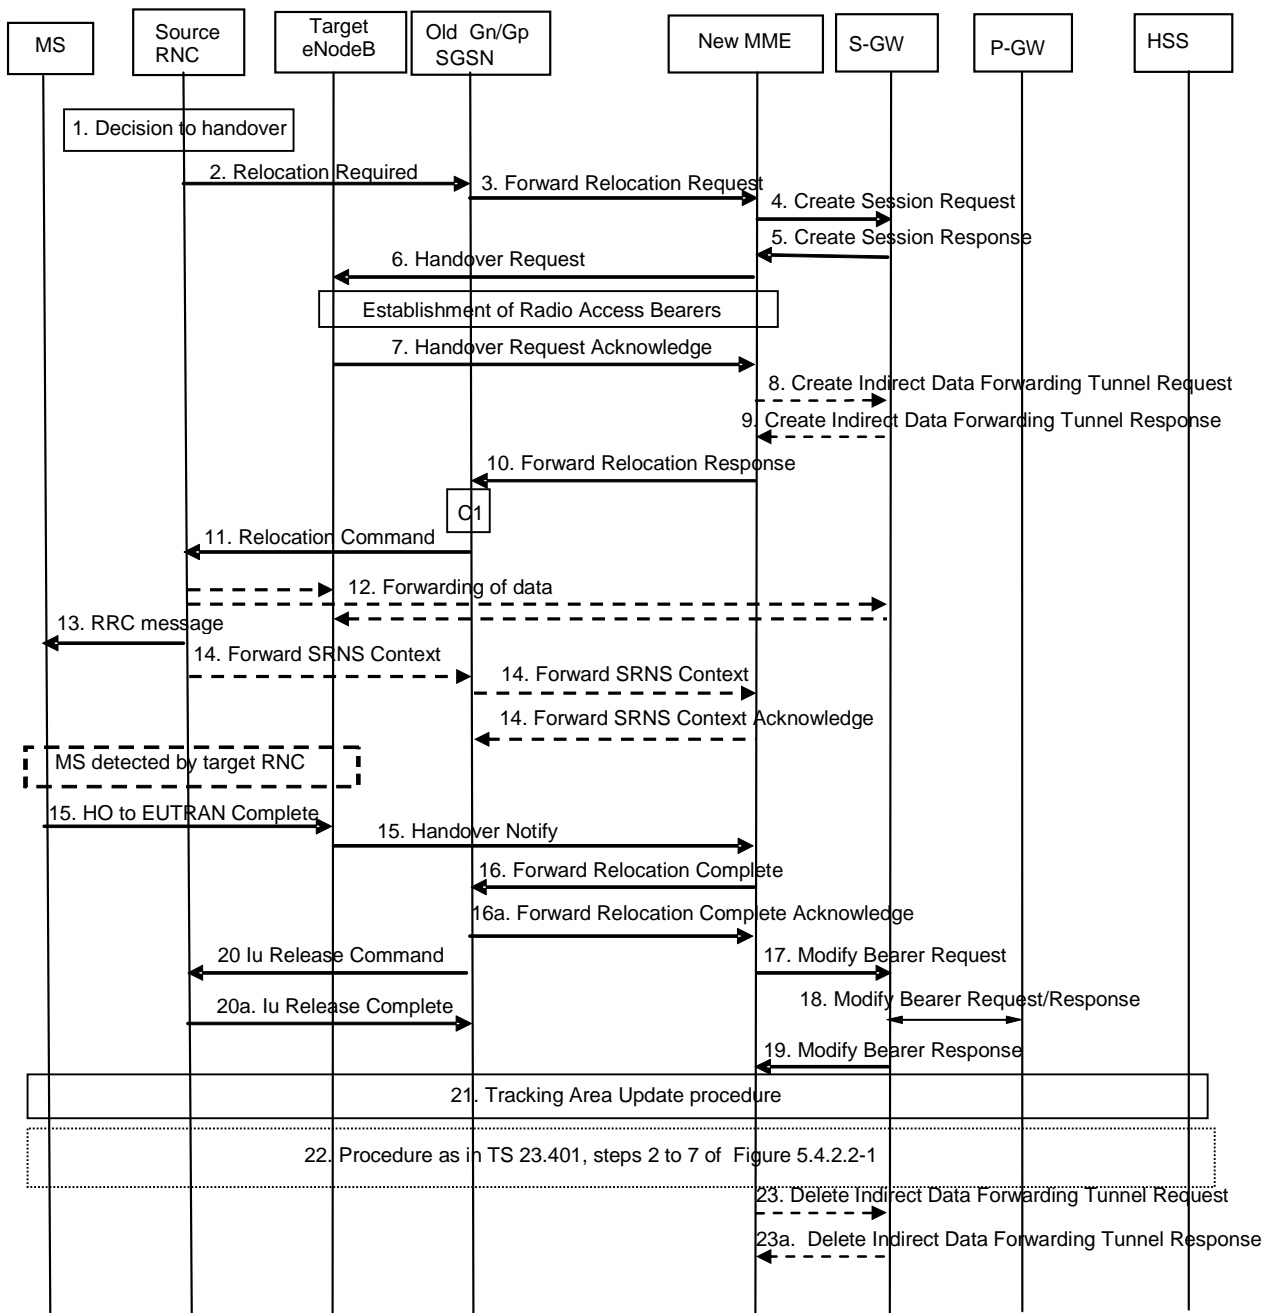 MS
Source
RNC
Target
eNodeB
Old Gn/Gp
SGSN
New MME
S-GW
P-GW
HSS
1. Decision to handover
2. Relocation Required
3. Forward Relocation Request
4. Create Session Request
5. Create Session Response
6. Handover Request
Establishment of Radio Access Bearers
7. Handover Request Acknowledge
8. Create Indirect Data Forwarding Tunnel Request
9. Create Indirect Data Forwarding Tunnel Response
10. Forward Relocation Response
C1
11. Relocation Command
12. Forwarding of data
13. RRC message
14. Forward SRNS Context
14. Forward SRNS Context
14. Forward SRNS Context Acknowledge
MS detected by target RNC
15. HO to EUTRAN Complete
15. Handover Notify
16. Forward Relocation Complete
16a. Forward Relocation Complete Acknowledge
20 Iu Release Command
17. Modify Bearer Request
20a. Iu Release Complete
18. Modify Bearer Request/Response
19. Modify Bearer Response
21. Tracking Area Update procedure
22. Procedure as in TS 23.401, steps 2 to 7 of Figure 5.4.2.2-1
23. Delete Indirect Data Forwarding Tunnel Request
23a. Delete Indirect Data Forwarding Tunnel Response